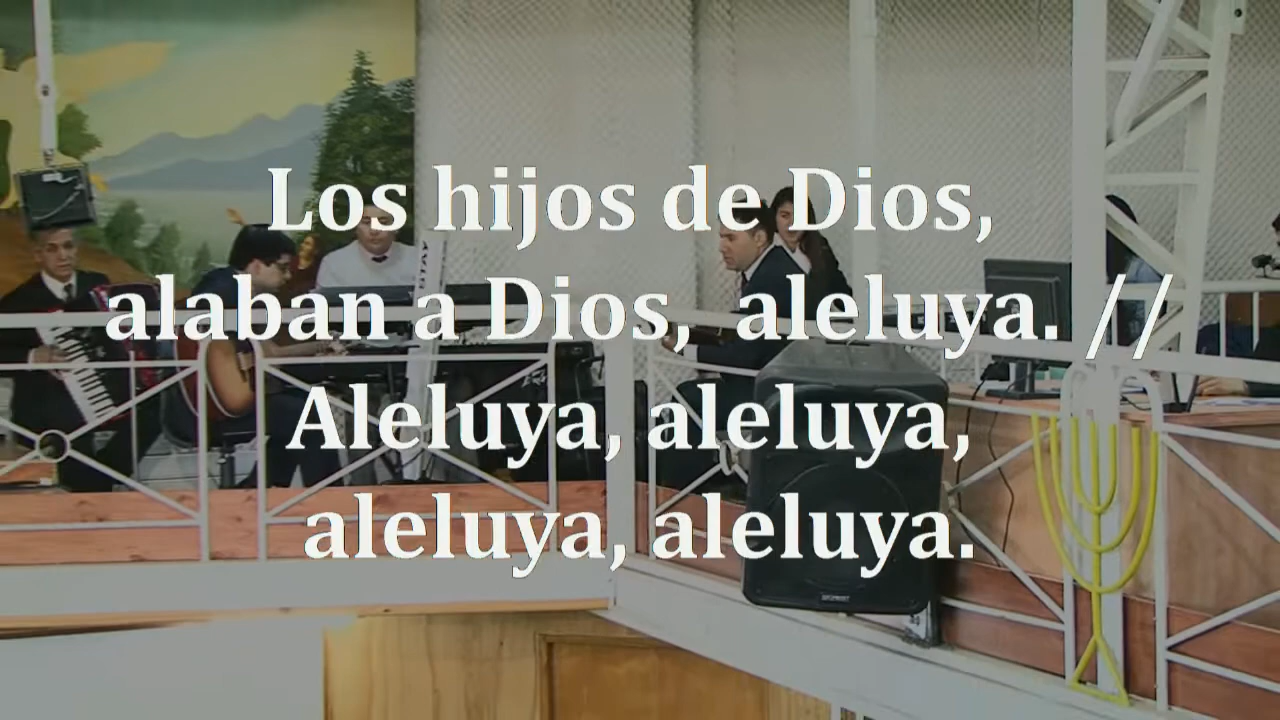 Los hijos de Dios,
alaban a Dios, aleluya. //
Aleluya, aleluya,
aleluya, aleluya.